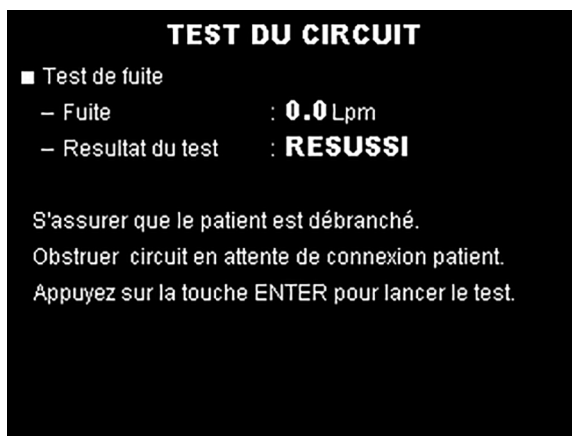 TEST DU CIRCUIT
■ Test de fuite
– Fuite : 0.0 Lpm
– Resultat du test : RESUSSI
S'assurer que le patient est débranché.
Obstruer circuit en attente de connexion patient.
Appuyez sur la touche ENTER pour lancer le test.